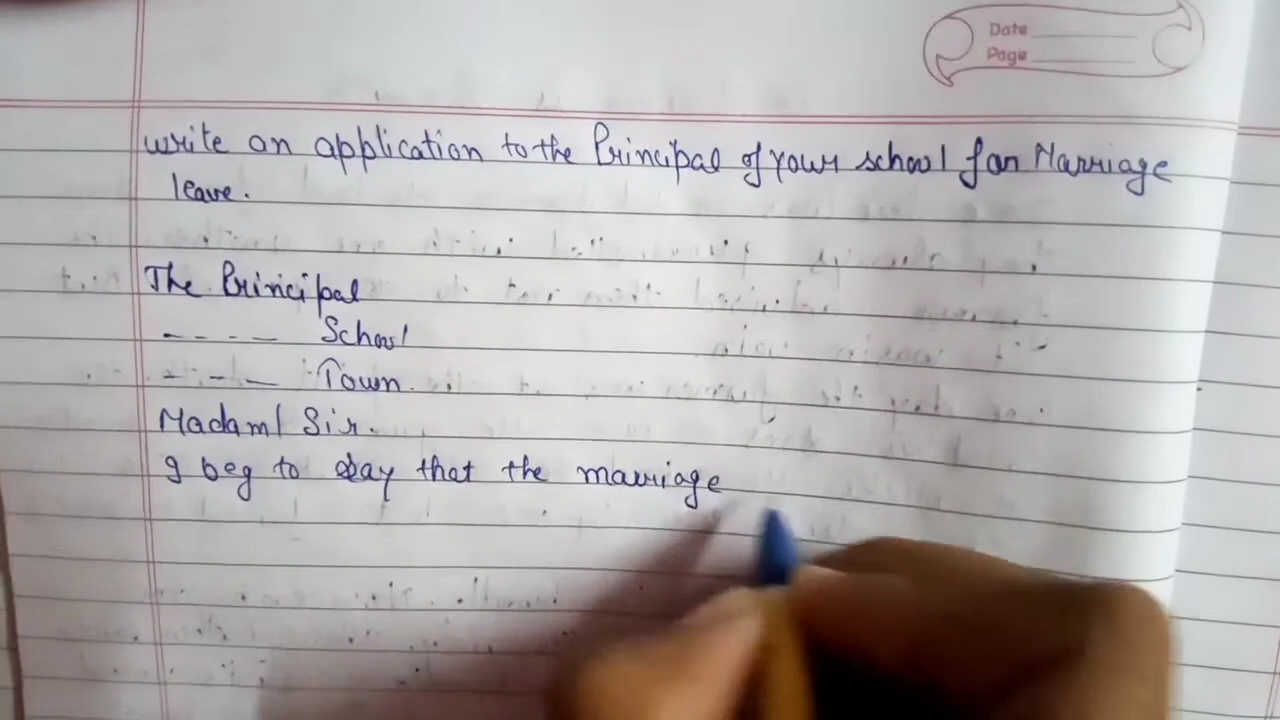 Date
Page
write an application to the Principal of your school for Marriage
leave.
The Principal
---- School
---- Town.
Madam/ Sir.
I beg to say that the marriage